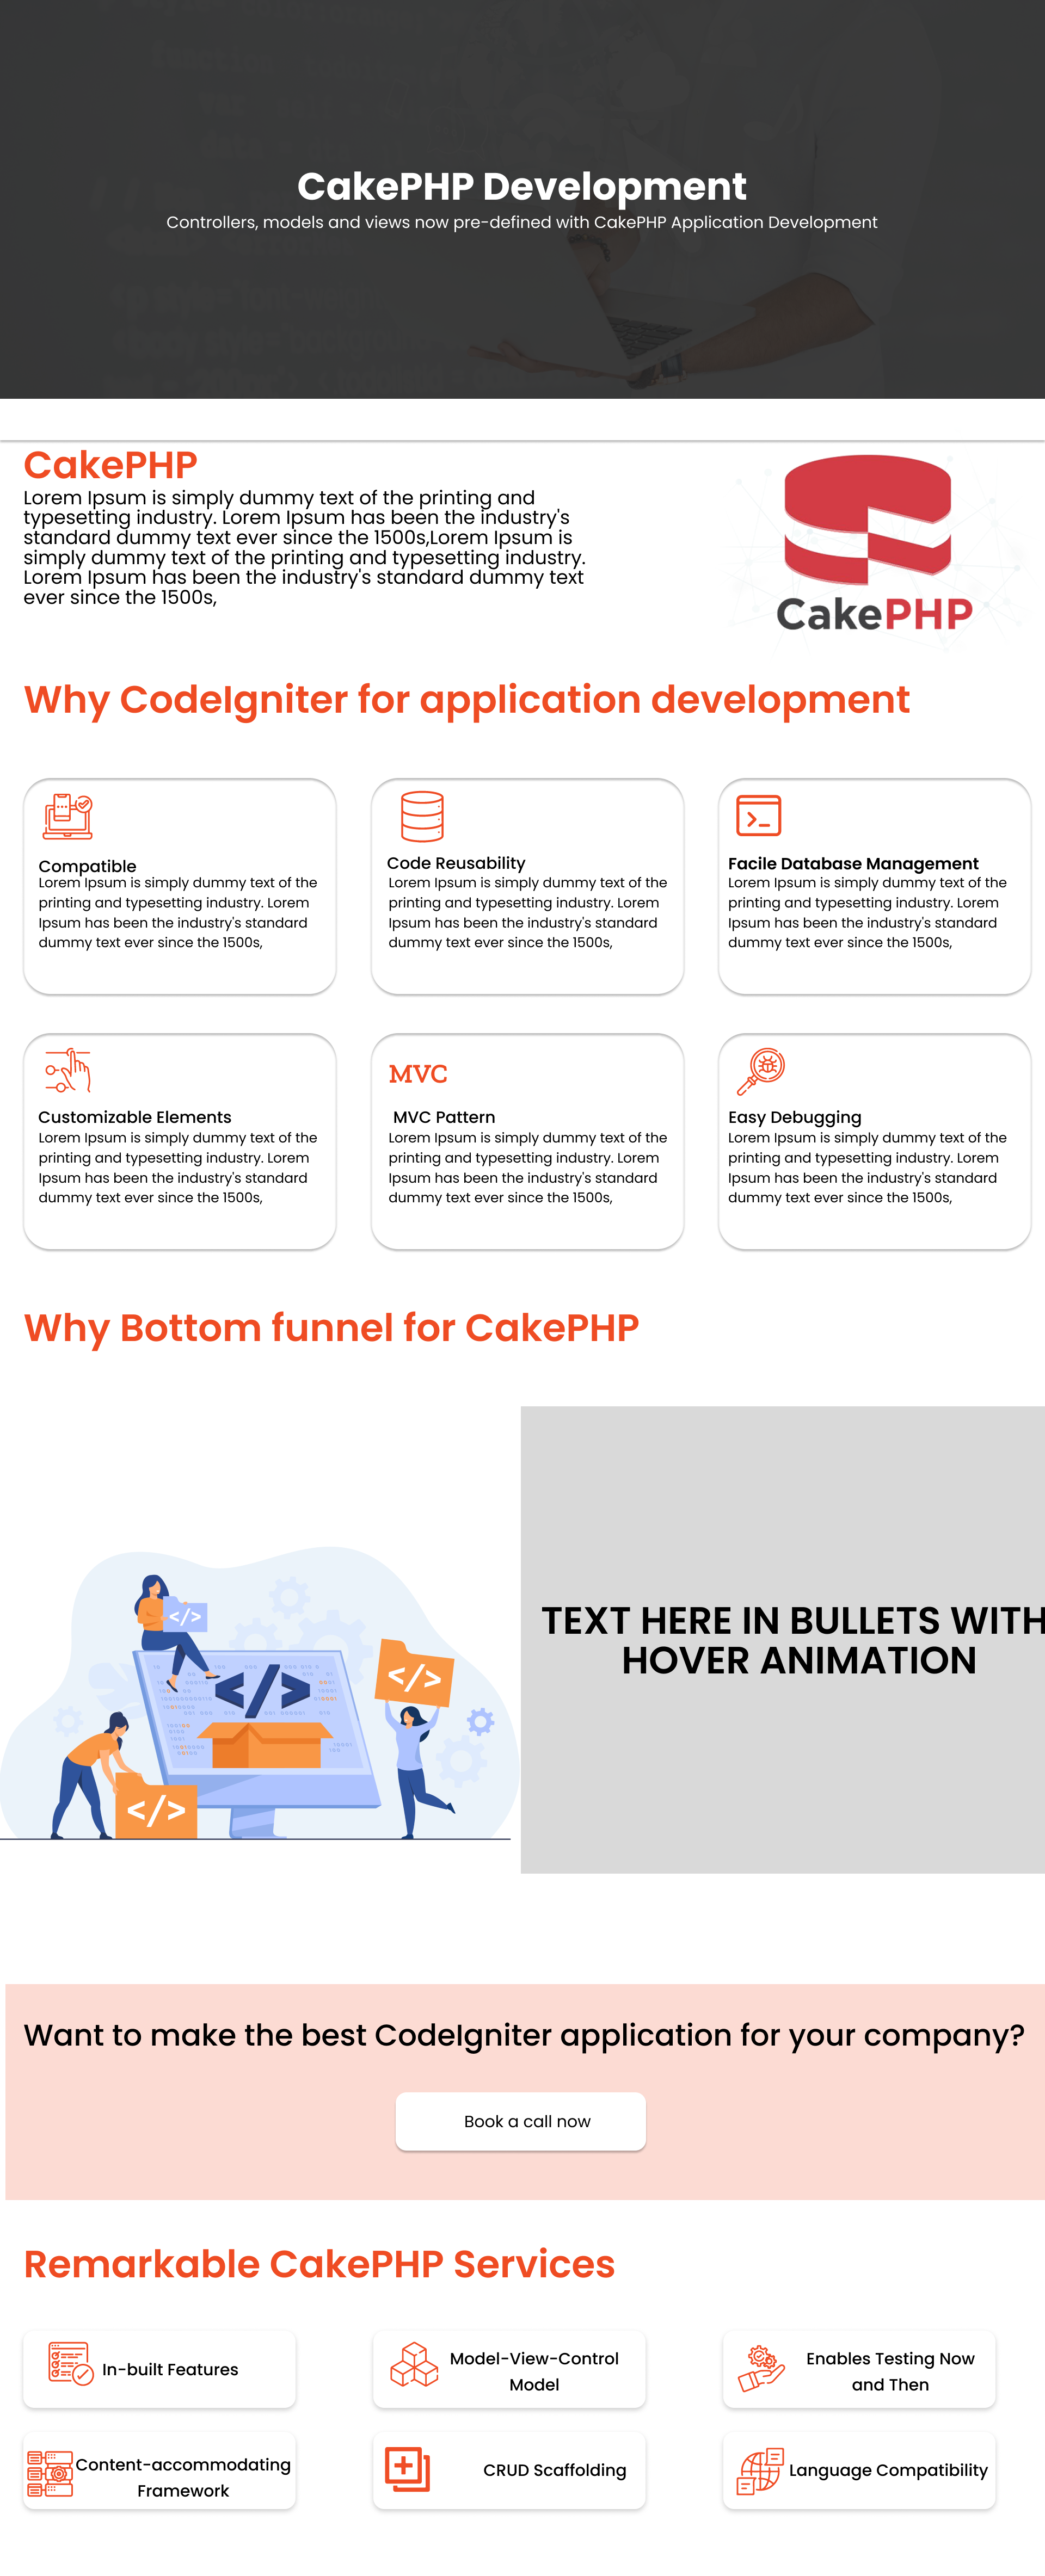 CakePHP Development
Controllers, models and views now pre-defined with CakePHP Application Development
CakePHP
Lorem Ipsum is simply dummy text of the printing and
typesetting industry. Lorem Ipsum has been the industry's
standard dummy text ever since the 1500s,Lorem Ipsum is
simply dummy text of the printing and typesetting industry.
Lorem Ipsum has been the industry's standard dummy text
ever since the 1500s,
CakePHP
Why CodeIgniter for application development
Compatible
Lorem Ipsum is simply dummy text of the
printing and typesetting industry. Lorem
Ipsum has been the industry's standard
dummy text ever since the 1500s,
Code Reusability
Lorem Ipsum is simply dummy text of the
printing and typesetting industry. Lorem
Ipsum has been the industry's standard
dummy text ever since the 1500s,
Facile Database Management
Lorem Ipsum is simply dummy text of the
printing and typesetting industry. Lorem
Ipsum has been the industry's standard
dummy text ever since the 1500s,
Customizable Elements
Lorem Ipsum is simply dummy text of the
printing and typesetting industry. Lorem
Ipsum has been the industry's standard
dummy text ever since the 1500s,
MVC
MVC Pattern
Lorem Ipsum is simply dummy text of the
printing and typesetting industry. Lorem
Ipsum has been the industry's standard
dummy text ever since the 1500s,
Easy Debugging
Lorem Ipsum is simply dummy text of the
printing and typesetting industry. Lorem
Ipsum has been the industry's standard
dummy text ever since the 1500s,
Why Bottom funnel for CakePHP
</>
</>
</>
</>
TEXT HERE IN BULLETS WITH
HOVER ANIMATION
Want to make the best CodeIgniter application for your company?
Book a call now
Remarkable CakePHP Services
In-built Features
Model-View-Control
Model
Enables Testing Now
and Then
Content-accommodating
Framework
CRUD Scaffolding
Language Compatibility